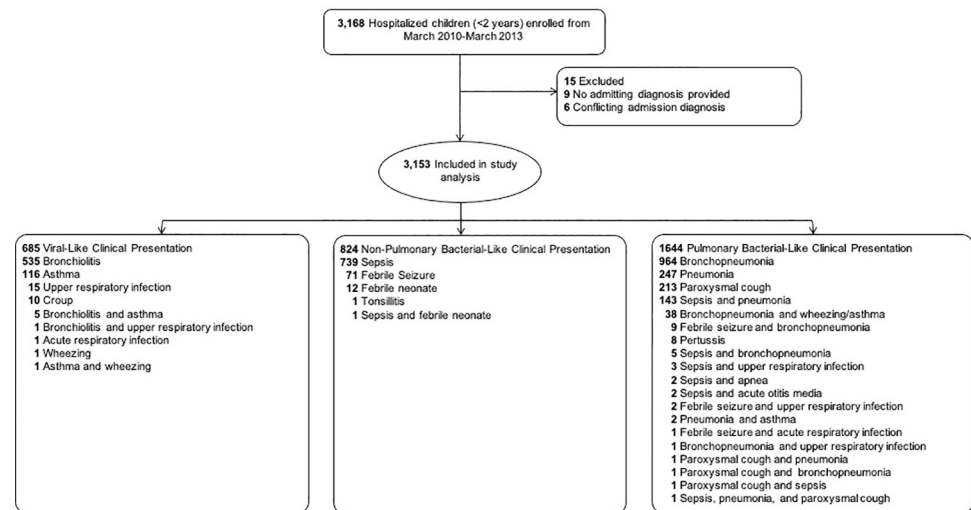 3,168 Hospitalized children (<2 years) enrolled from
March 2010-March 2013
15 Excluded
9 No admitting diagnosis provided
6 Conflicting admission diagnosis
3,153 Included in study
analysis
685 Viral-Like Clinical Presentation
535 Bronchiolitis
116 Asthma
15 Upper respiratory infection
10 Croup
5 Bronchiolitis and asthma
1 Bronchiolitis and upper respiratory infection
1 Acute respiratory infection
1 Wheezing
1 Asthma and wheezing
824 Non-Pulmonary Bacterial-Like Clinical Presentation
739 Sepsis
71 Febrile Seizure
12 Febrile neonate
1 Tonsillitis
1 Sepsis and febrile neonate
1644 Pulmonary Bacterial-Like Clinical Presentation
964 Bronchopneumonia
247 Pneumonia
213 Paroxysmal cough
143 Sepsis and pneumonia
38 Bronchopneumonia and wheezing/asthma
9 Febrile seizure and bronchopneumonia
8 Pertussis
5 Sepsis and bronchopneumonia
3 Sepsis and upper respiratory infection
2 Sepsis and apnea
2 Sepsis and acute otitis media
2 Febrile seizure and upper respiratory infection
2 Pneumonia and asthma
1 Febrile seizure and acute respiratory infection
1 Bronchopneumonia and upper respiratory infection
1 Paroxysmal cough and pneumonia
1 Paroxysmal cough and bronchopneumonia
1 Paroxysmal cough and sepsis
1 Sepsis, pneumonia, and paroxysmal cough